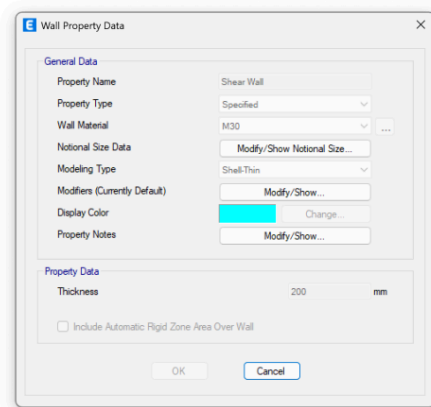 E Wall Property Data
General Data
Property Name Shear Wall
Property Type Specified
Wall Material M30 ...
Notional Size Data Modify/Show Notional Size...
Modeling Type Shell-Thin
Modifiers (Currently Default) Modify/Show...
Display Color Change...
Property Notes Modify/Show...
Property Data
Thickness 200 mm
Include Automatic Rigid Zone Area Over Wall
OK Cancel